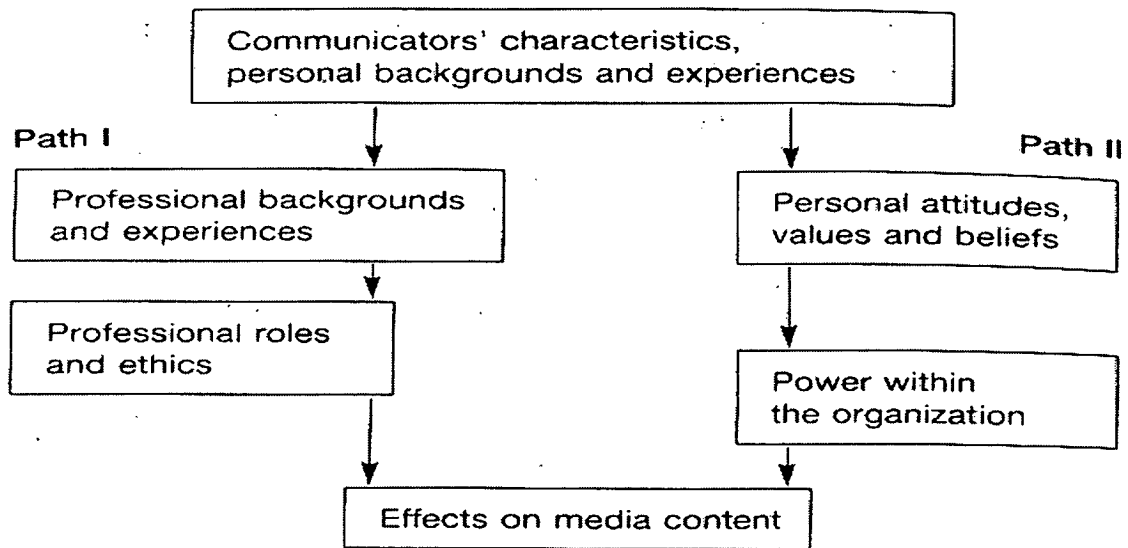 Communicators' characteristics,
personal backgrounds and experiences
Path I
Path II
Professional backgrounds
and experiences
Personal attitudes,
values and beliefs
Professional roles
and ethics
Power within
the organization
Effects on media content